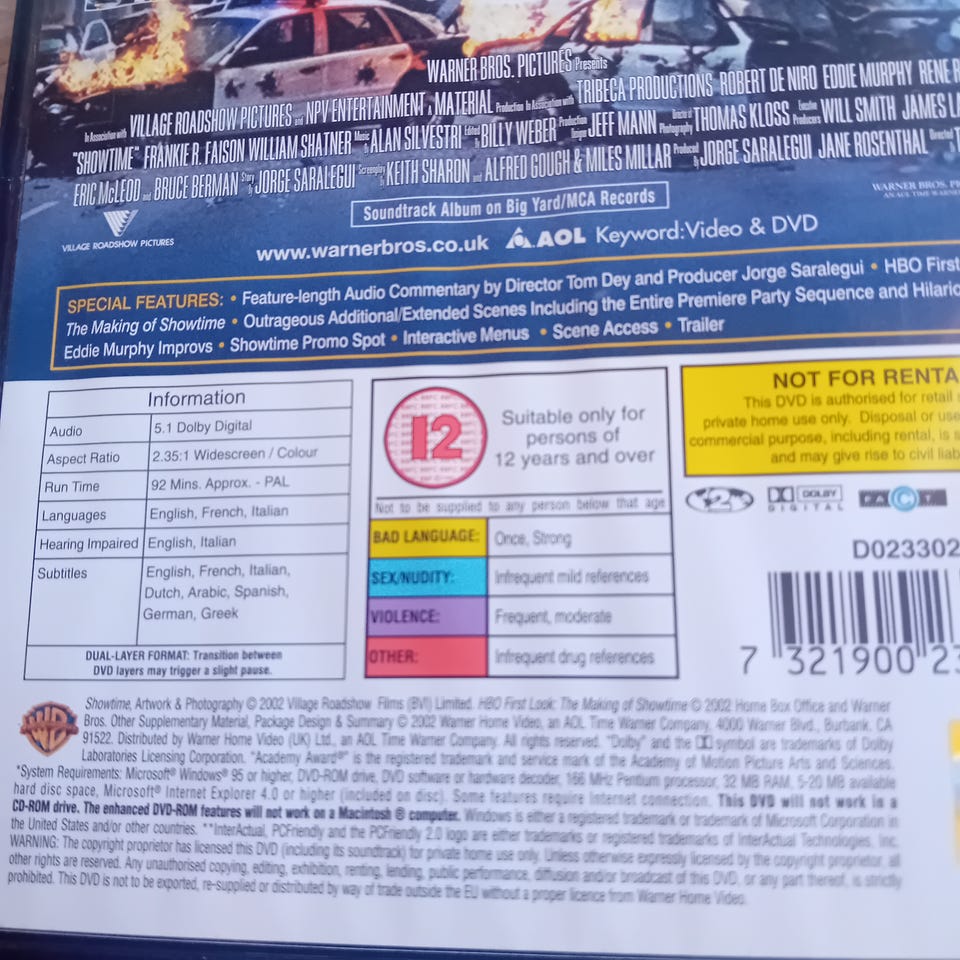 WARNER BROS. PICTURES Presents
In Association with VILLAGE ROADSHOW PICTURES and NPV ENTERTAINMENT A MATERIAL Production In Association with TRIBECA PRODUCTIONS ROBERT DE NIRO EDDIE MURPHY RENE R
"SHOWTIME" FRANKIE R. FAISON WILLIAM SHATNER Music by ALAN SILVESTRI Edited by BILLY WEBER Production Designer JEFF MANN Director of Photography THOMAS KLOSS Executive Producers WILL SMITH JAMES LA
ERIC McLEOD and BRUCE BERMAN Story by JORGE SARALEGUI Screenplay by KEITH SHARON and ALFRED GOUGH & MILES MILLAR Produced by JORGE SARALEGUI JANE ROSENTHAL Directed
VILLAGE ROADSHOW PICTURES
Soundtrack Album on Big Yard/MCA Records
WARNER BROS. PI
www.warnerbros.co.uk AOL Keyword:Video & DVD
SPECIAL FEATURES: • Feature-length Audio Commentary by Director Tom Dey and Producer Jorge Saralegui • HBO First
The Making of Showtime • Outrageous Additional/Extended Scenes Including the Entire Premiere Party Sequence and Hilario
Eddie Murphy Improvs • Showtime Promo Spot • Interactive Menus • Scene Access • Trailer
Information
Audio 5.1 Dolby Digital
Aspect Ratio 2.35:1 Widescreen / Colour
Run Time 92 Mins. Approx. - PAL
Languages English, French, Italian
Hearing Impaired English, Italian
Subtitles English, French, Italian,
Dutch, Arabic, Spanish,
German, Greek
DUAL-LAYER FORMAT: Transition between
DVD layers may trigger a slight pause.
12
Suitable only for
persons of
12 years and over
Not to be supplied to any person below that age
BAD LANGUAGE: Once, Strong
SEX/NUDITY: Infrequent mild references
VIOLENCE: Frequent, moderate
OTHER: Infrequent drug references
NOT FOR RENTA
This DVD is authorised for retail s
private home use only. Disposal or use
commercial purpose, including rental, is s
and may give rise to civil liab
2
DOLBY
DIGITAL
FACT
D023302
7 321900 23
Showtime, Artwork & Photography © 2002 Village Roadshow Films (BVI) Limited. HBO First Look: The Making of Showtime © 2002 Home Box Office and Warner
Bros. Other Supplementary Material, Package Design & Summary © 2002 Warner Home Video, an AOL Time Warner Company, 4000 Warner Blvd., Burbank, CA
91522. Distributed by Warner Home Video (UK) Ltd., an AOL Time Warner Company. All rights reserved. "Dolby" and the symbol are trademarks of Dolby
Laboratories Licensing Corporation. "Academy Award®" is the registered trademark and service mark of the Academy of Motion Picture Arts and Sciences.
*System Requirements: Microsoft® Windows® 95 or higher, DVD-ROM drive, DVD software or hardware decoder, 166 MHz Pentium processor, 32 MB RAM, 5-20 MB available
hard disc space, Microsoft® Internet Explorer 4.0 or higher (included on disc). Some features require Internet connection. This DVD will not work in a
CD-ROM drive. The enhanced DVD-ROM features will not work on a Macintosh ® computer. Windows is either a registered trademark or trademark of Microsoft Corporation in
the United States and/or other countries. **InterActual, PCFriendly and the PCFriendly 2.0 logo are either trademarks or registered trademarks of InterActual Technologies, Inc.
WARNING: The copyright proprietor has licensed this DVD (including its soundtrack) for private home use only. Unless otherwise expressly licensed by the copyright proprietor, all
other rights are reserved. Any unauthorised copying, editing, exhibition, renting, lending, public performance, diffusion and/or broadcast of this DVD, or any part thereof, is strictly
prohibited. This DVD is not to be exported, re-supplied or distributed by way of trade outside the EU without a proper licence from Warner Home Video.